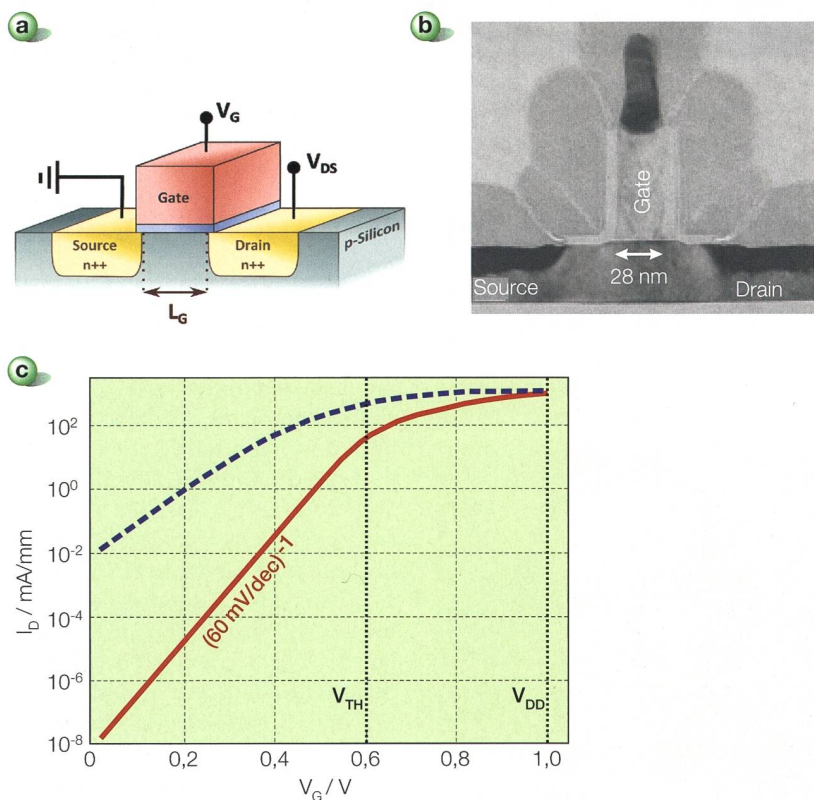 a
V_G
V_DS
Gate
p-Silicon
Source
n++
Drain
n++
L_G
b
Gate
28 nm
Source
Drain
c
I_D / mA/mm
10^2
10^0
10^-2
10^-4
10^-6
10^-8
(60 mV/dec)^-1
V_TH
V_DD
0
0,2
0,4
0,6
0,8
1,0
V_G / V